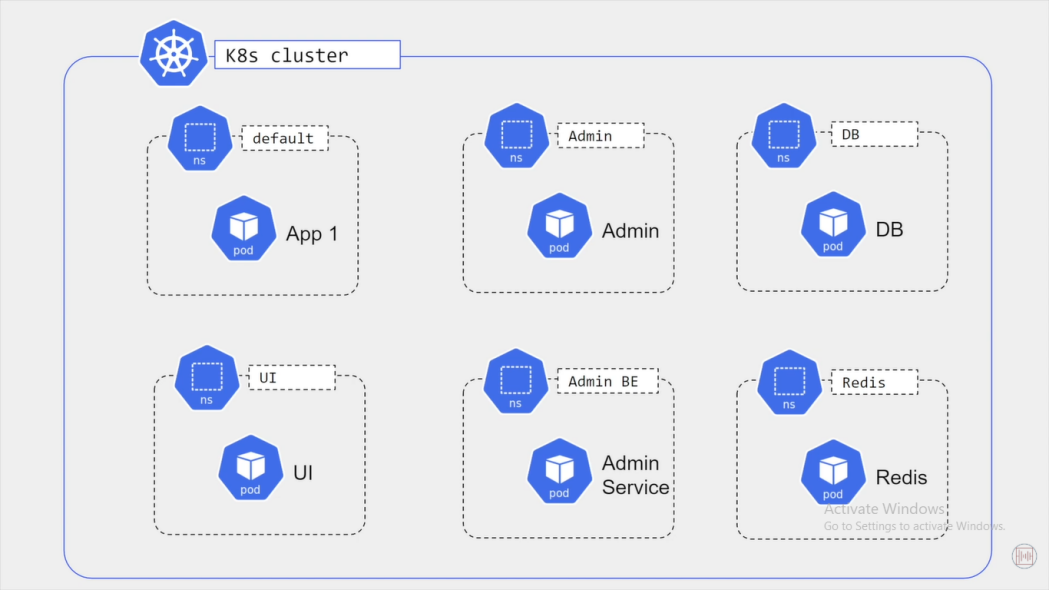 K8s cluster
ns
default
pod
App 1
ns
Admin
pod
Admin
ns
DB
pod
DB
ns
UI
pod
UI
ns
Admin BE
pod
Admin
Service
ns
Redis
pod
Redis
Activate Windows
Go to Settings to activate Windows.